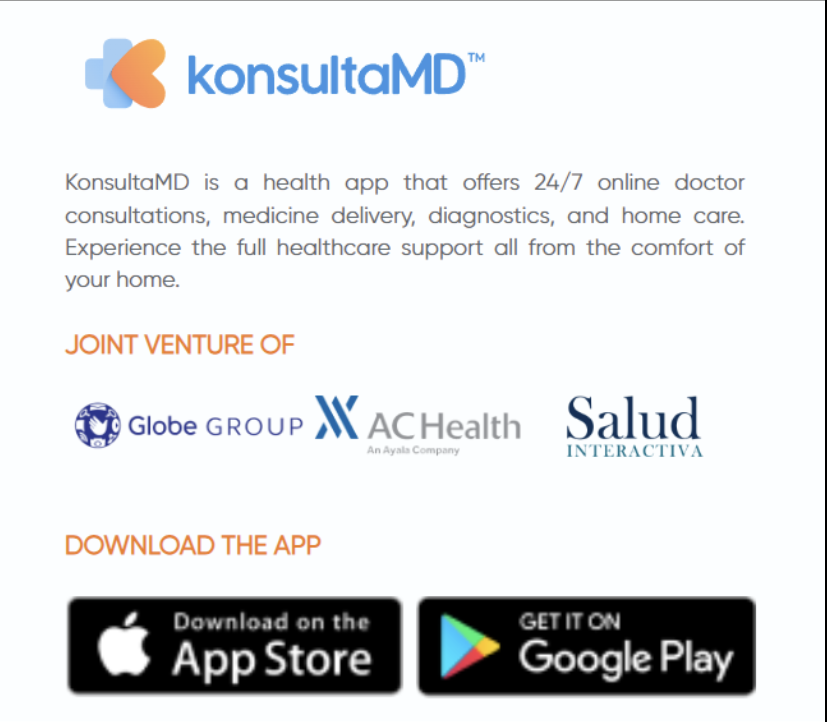 konsultaMD™
KonsultaMD is a health app that offers 24/7 online doctor
consultations, medicine delivery, diagnostics, and home care.
Experience the full healthcare support all from the comfort of
your home.
JOINT VENTURE OF
Globe GROUP
AC Health
An Ayala Company
Salud
INTERACTIVA
DOWNLOAD THE APP
Download on the
App Store
GET IT ON
Google Play